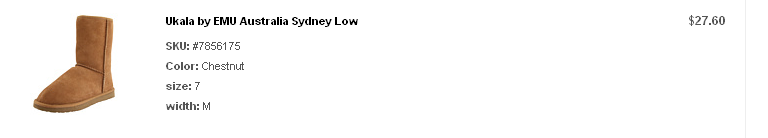 Ukala by EMU Australia Sydney Low $27.60
SKU: #7856175
Color: Chestnut
size: 7
width: M